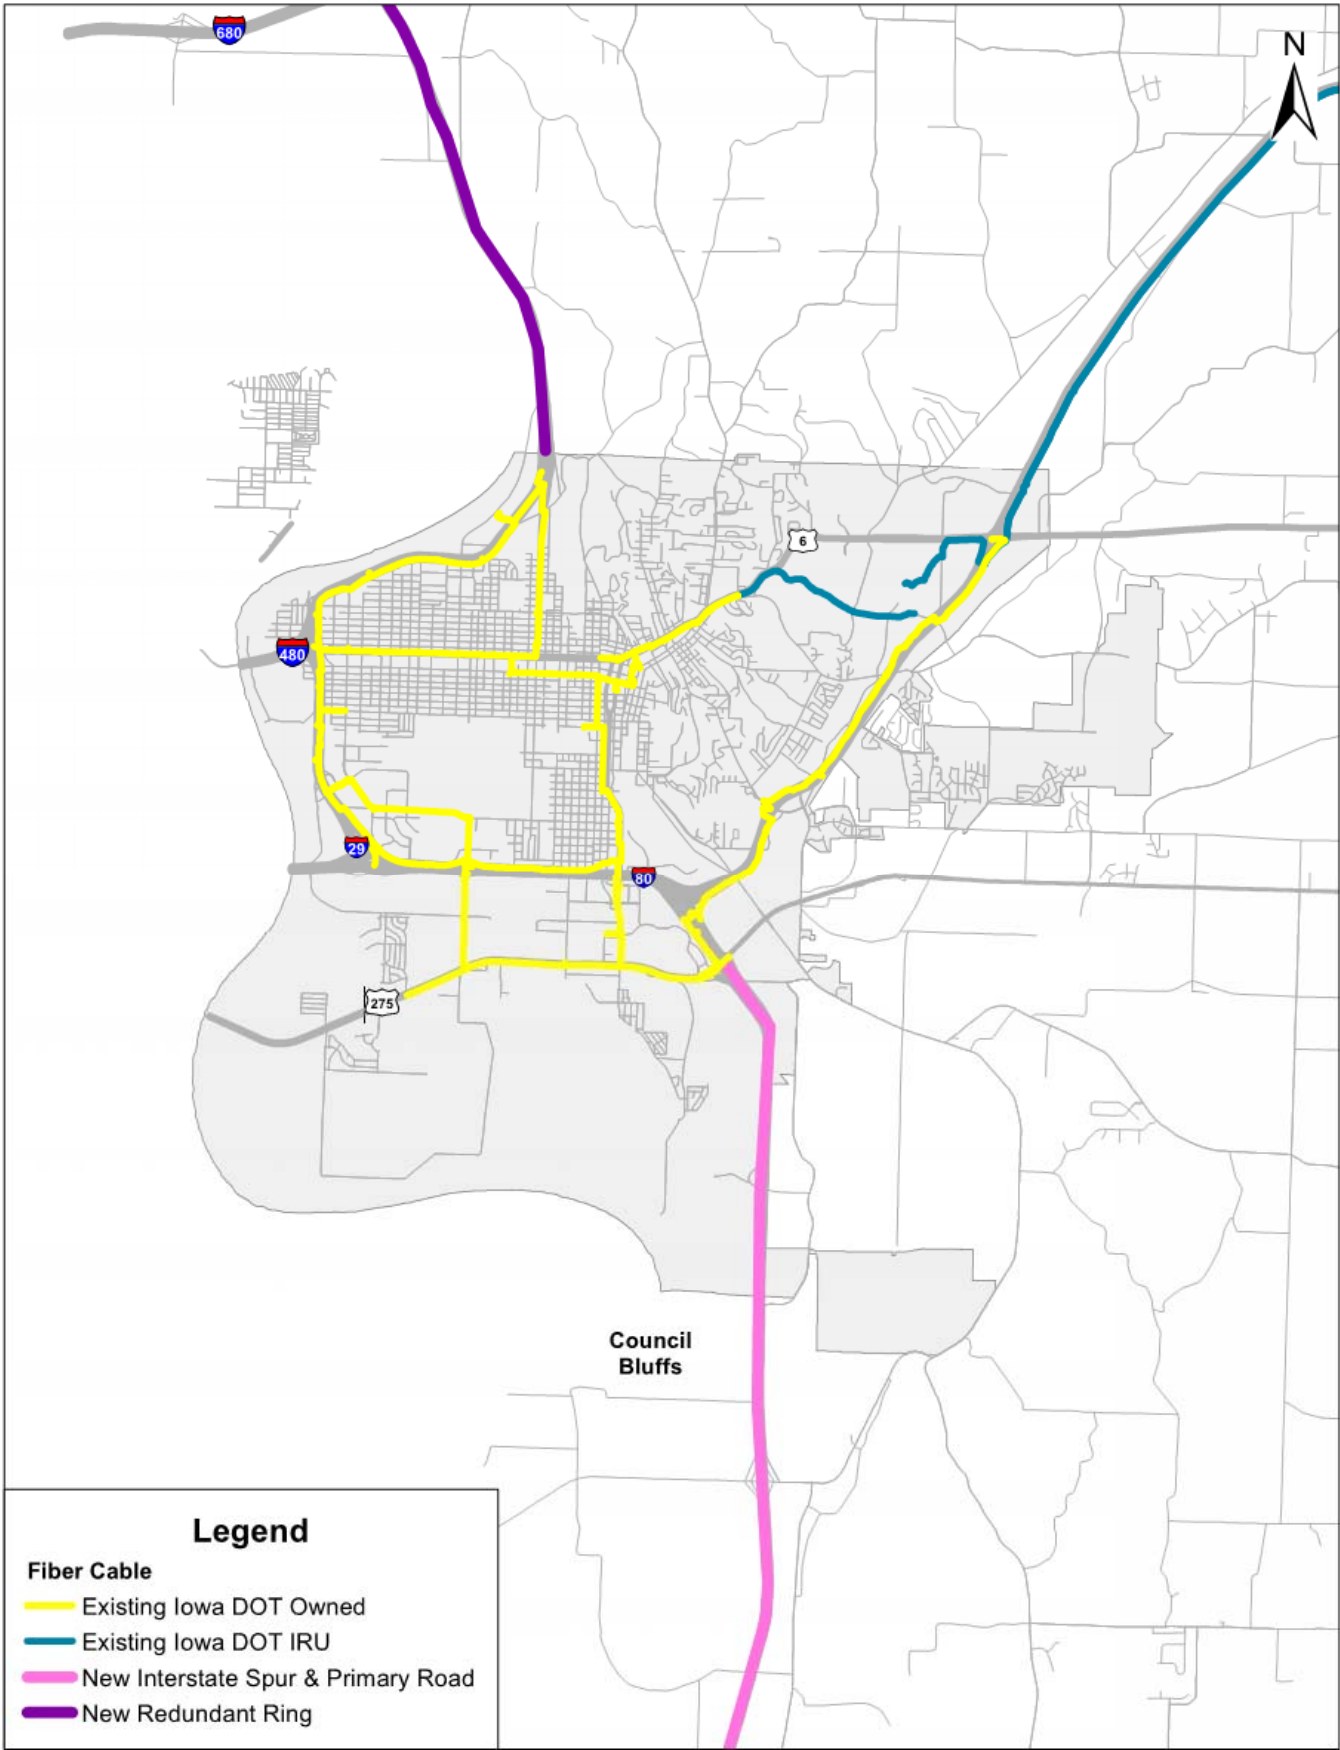 680
N
6
480
29
80
275
Council
Bluffs
Legend
Fiber Cable
Existing Iowa DOT Owned
Existing Iowa DOT IRU
New Interstate Spur & Primary Road
New Redundant Ring